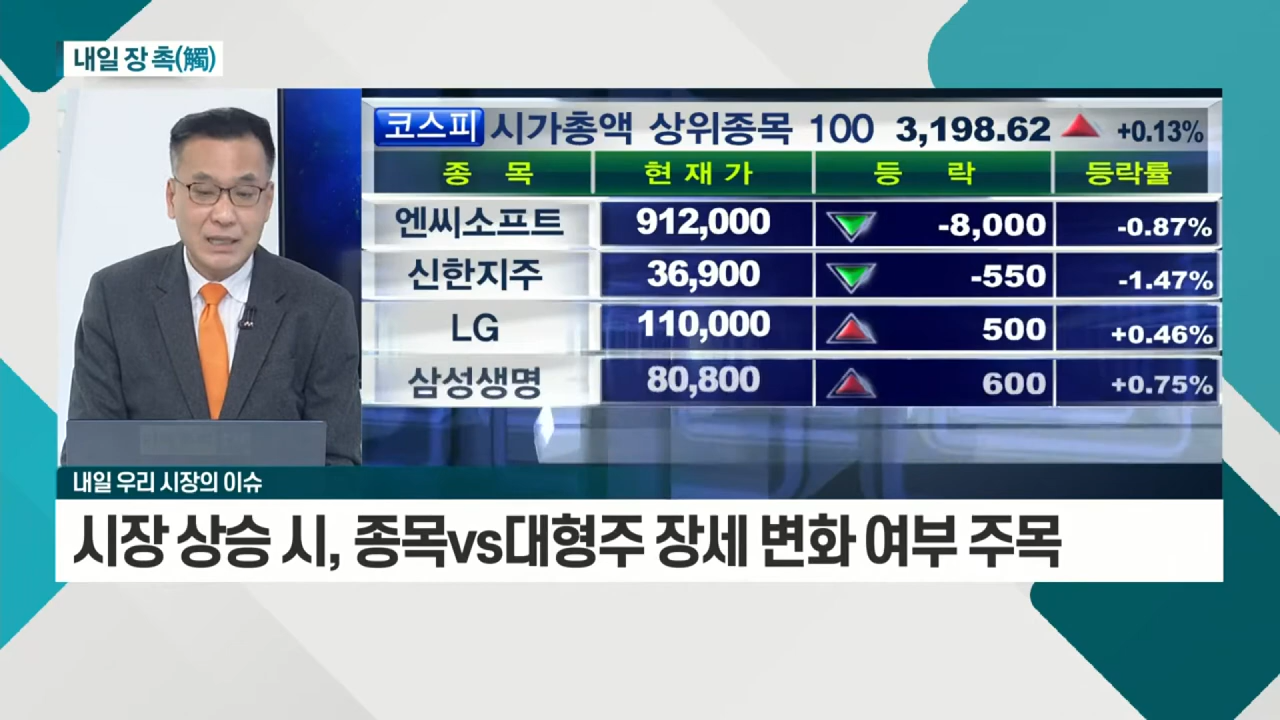 내일 장 촉(觸)
코스피 시가총액 상위종목 100 3,198.62 +0.13%
종 목 현 재 가 등 락 등락률
엔씨소프트 912,000 -8,000 -0.87%
신한지주 36,900 -550 -1.47%
LG 110,000 500 +0.46%
삼성생명 80,800 600 +0.75%
내일 우리 시장의 이슈
시장 상승 시, 종목vs대형주 장세 변화 여부 주목